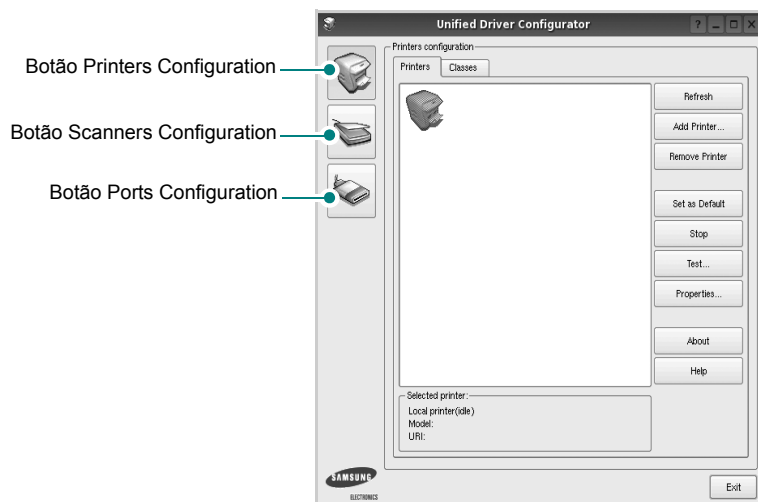 Unified Driver Configurator
Botão Printers Configuration
Botão Scanners Configuration
Botão Ports Configuration
Printers configuration
Printers Classes
Refresh
Add Printer...
Remove Printer
Set as Default
Stop
Test...
Properties...
About
Help
Selected printer:
Local printer(idle)
Model:
URI:
SAMSUNG
ELECTRONICS
Exit